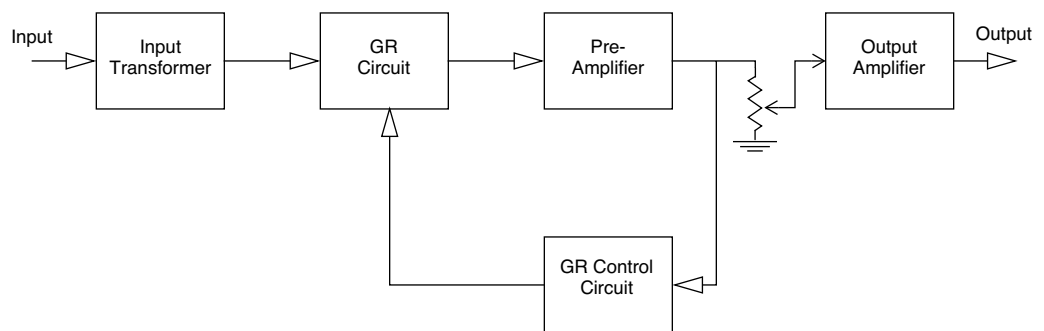 Input
Input
Transformer
GR
Circuit
Pre-
Amplifier
Output
Amplifier
Output
GR Control
Circuit